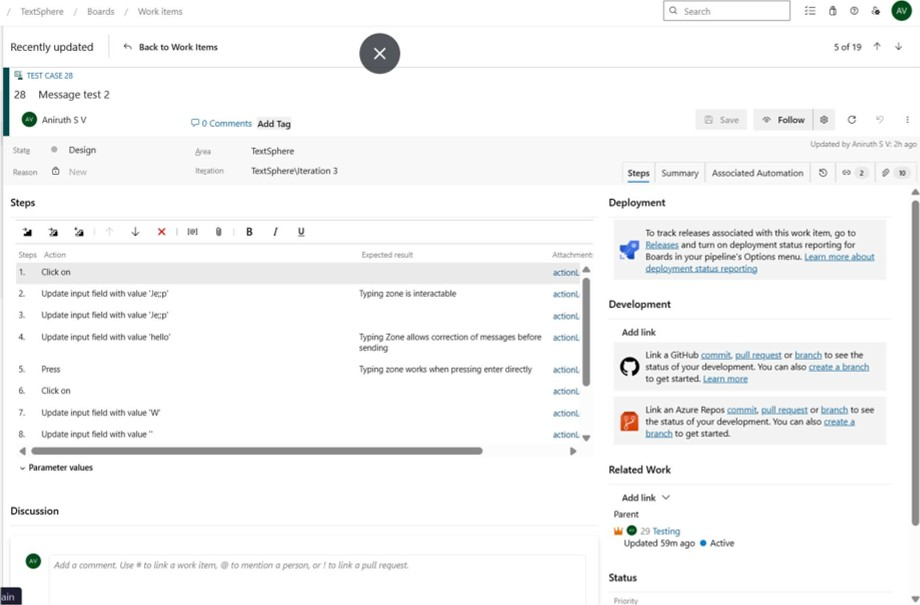 / TextSphere / Boards / Work items
Search
AV
Recently updated
Back to Work Items
5 of 19
TEST CASE 28
28 Message test 2
AV Aniruth S V
0 Comments Add Tag
Save
Follow
State Design
Area TextSphere
Updated by Aniruth S V: 2h ago
Reason New
Iteration TextSphere\Iteration 3
Steps Summary Associated Automation 2 10
Steps
B I U
Steps Action Expected result Attachments
1. Click on actionL
2. Update input field with value 'Je;;p' Typing zone is interactable actionL
3. Update input field with value 'Je;;p' actionL
4. Update input field with value 'hello' Typing Zone allows correction of messages before actionL
sending
5. Press Typing zone works when pressing enter directly actionL
6. Click on actionL
7. Update input field with value 'W' actionL
8. Update input field with value '' actionL
Parameter values
Discussion
AV
Add a comment. Use # to link a work item, @ to mention a person, or ! to link a pull request.
ain
Deployment
To track releases associated with this work item, go to
Releases and turn on deployment status reporting for
Boards in your pipeline's Options menu. Learn more about
deployment status reporting
Development
Add link
Link a GitHub commit, pull request or branch to see the
status of your development. You can also create a branch
to get started. Learn more
Link an Azure Repos commit, pull request or branch to see
the status of your development. You can also create a
branch to get started.
Related Work
Add link
Parent
AV 29 Testing
Updated 59m ago Active
Status
Priority